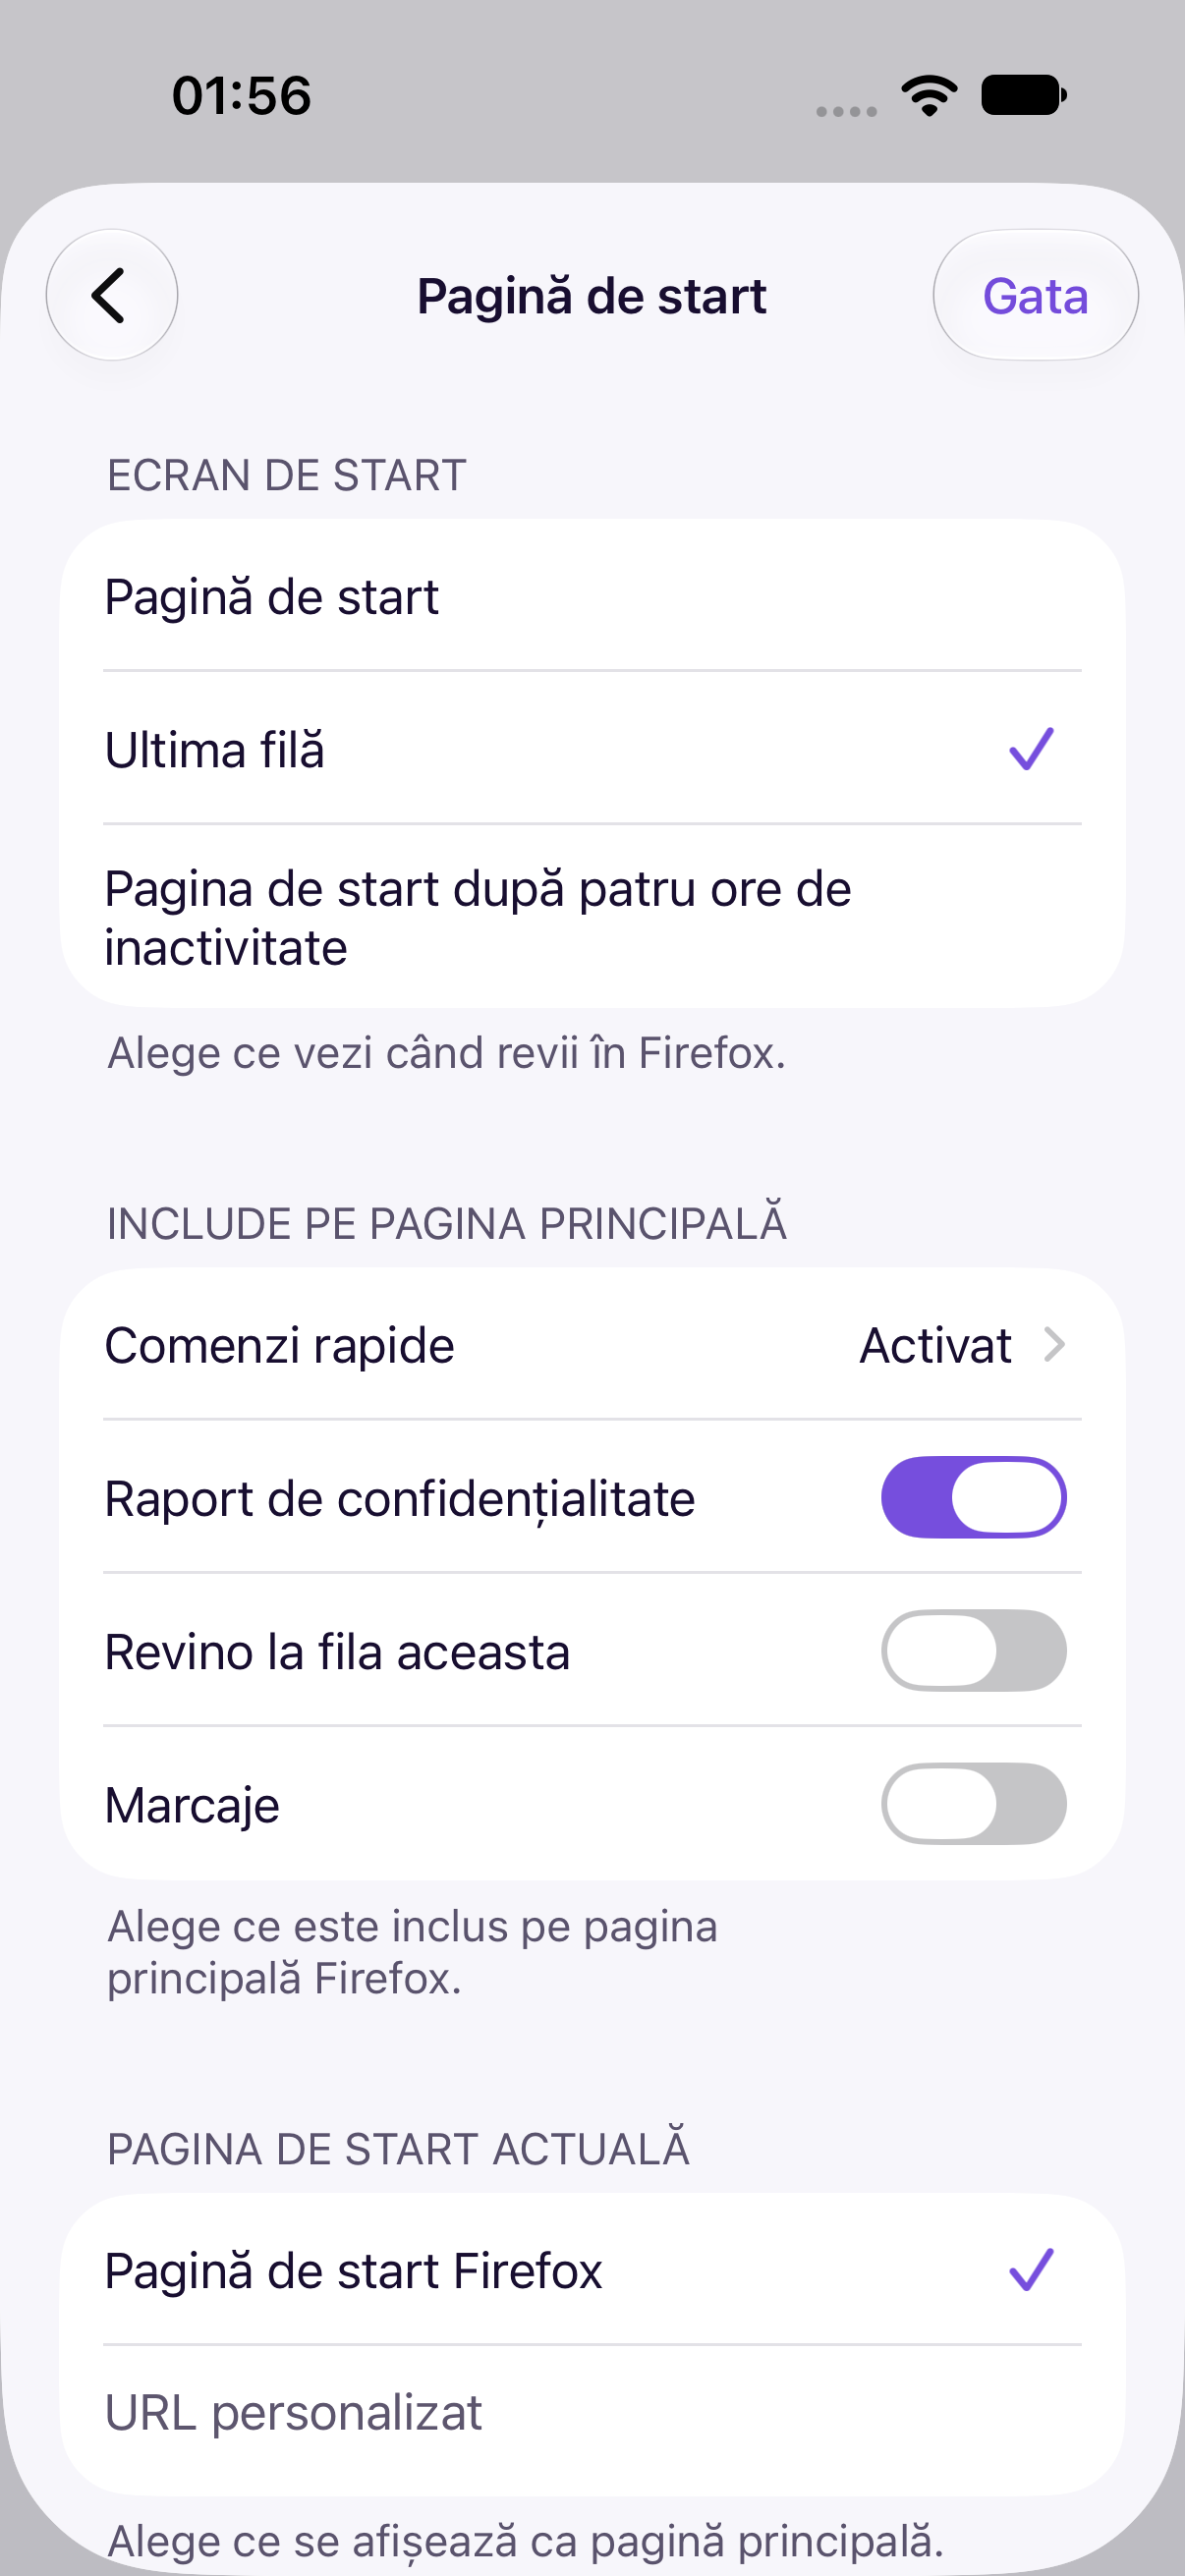 01:56
Pagină de start
Gata
ECRAN DE START
Pagină de start
Ultima filă
Pagina de start după patru ore de
inactivitate
Alege ce vezi când revii în Firefox.
INCLUDE PE PAGINA PRINCIPALĂ
Comenzi rapide
Activat
Raport de confidențialitate
Revino la fila aceasta
Marcaje
Alege ce este inclus pe pagina
principală Firefox.
PAGINA DE START ACTUALĂ
Pagină de start Firefox
URL personalizat
Alege ce se afișează ca pagină principală.